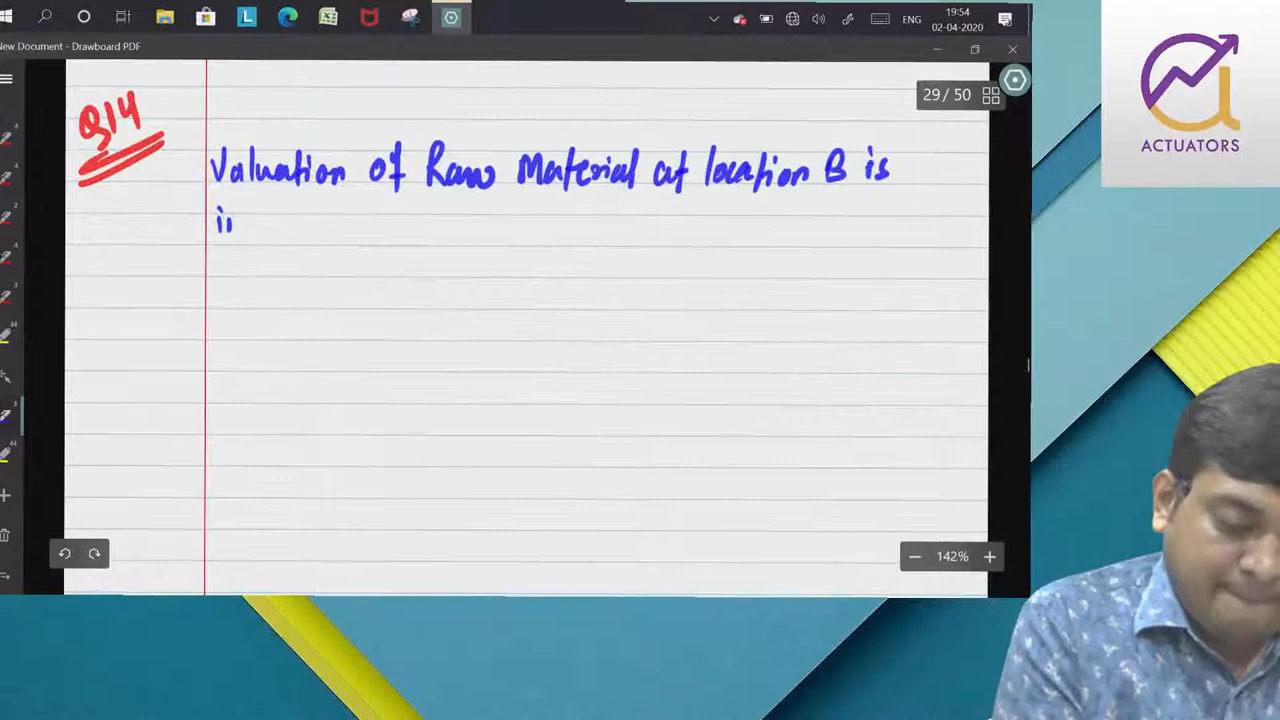 ENG
19:54
02-04-2020
New Document - Drawboard PDF
29 / 50
Q14
Valuation of Raw Material at location B is
142%
ACTUATORS